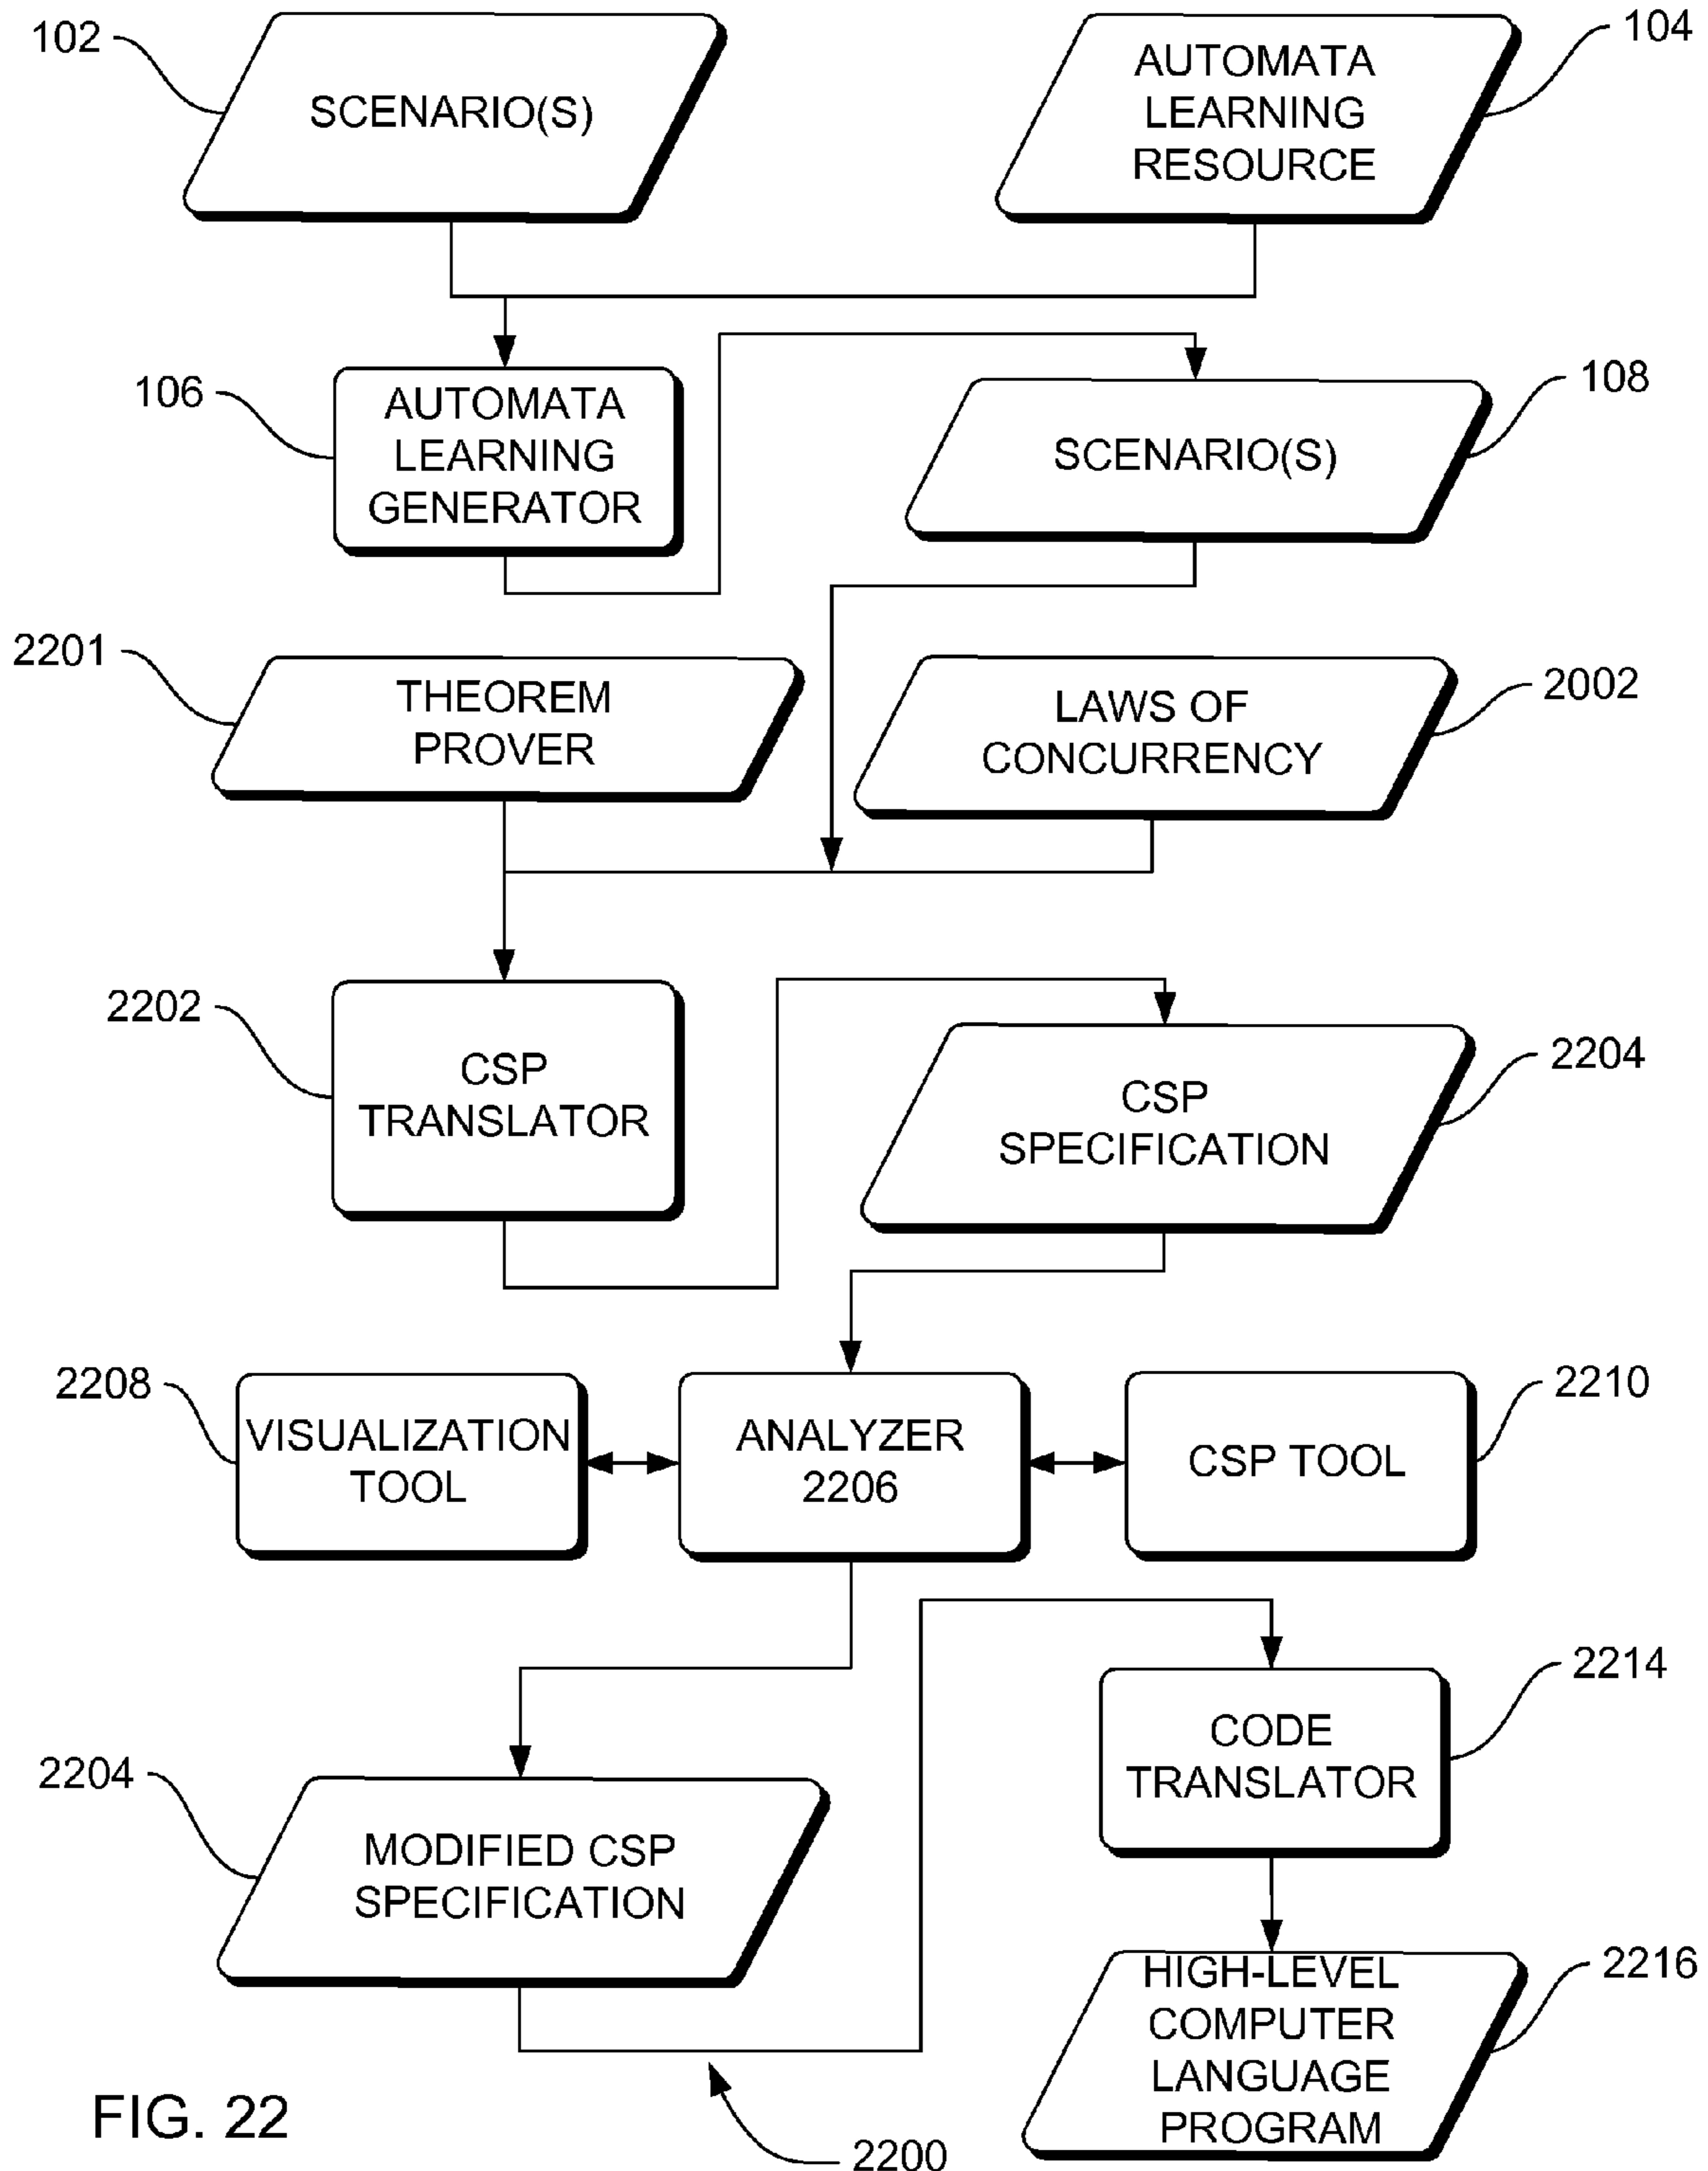 102
SCENARIO(S)
AUTOMATA
LEARNING
RESOURCE
104
106
AUTOMATA
LEARNING
GENERATOR
SCENARIO(S)
108
2201
THEOREM
PROVER
LAWS OF
CONCURRENCY
2002
2202
CSP
TRANSLATOR
CSP
SPECIFICATION
2204
2208
VISUALIZATION
TOOL
ANALYZER
2206
CSP TOOL
2210
2204
MODIFIED CSP
SPECIFICATION
CODE
TRANSLATOR
2214
HIGH-LEVEL
COMPUTER
LANGUAGE
PROGRAM
2216
FIG. 22
2200